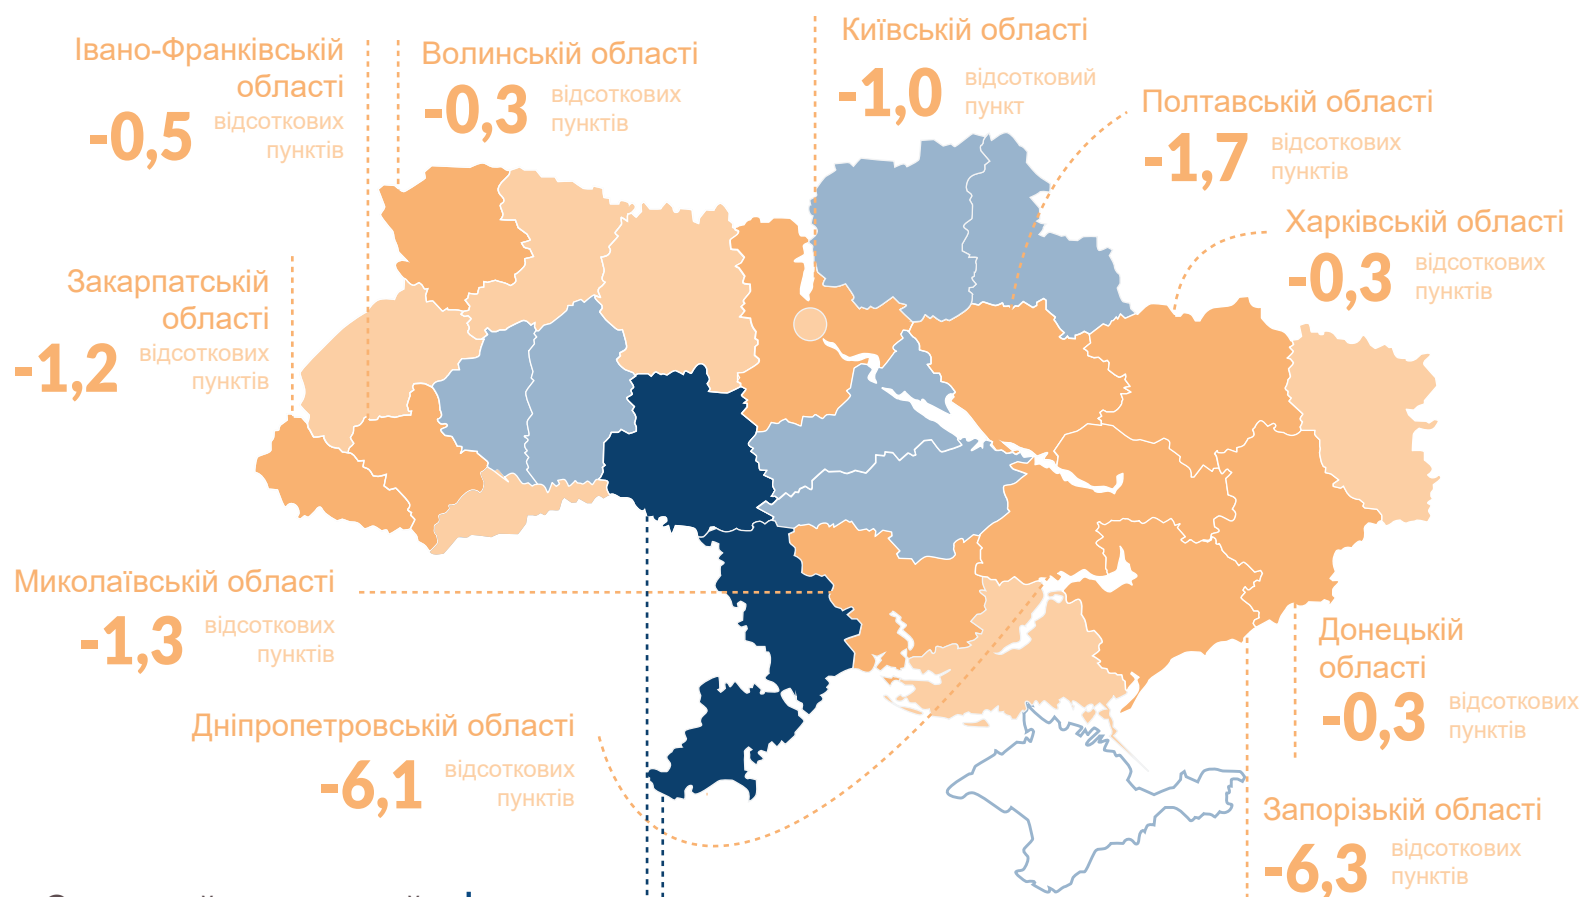 Івано-Франківській
області
-0,5
відсоткових
пунктів
Волинській області
-0,3
відсоткових
пунктів
Київській області
-1,0
відсотковий
пункт
Полтавській області
-1,7
відсоткових
пунктів
Харківській області
-0,3
відсоткових
пунктів
Закарпатській
області
-1,2
відсоткових
пунктів
Миколаївській області
-1,3
відсоткових
пунктів
Дніпропетровській області
-6,1
відсоткових
пунктів
Донецькій
області
-0,3
відсоткових
пунктів
Запорізькій області
-6,3
відсоткових
пунктів